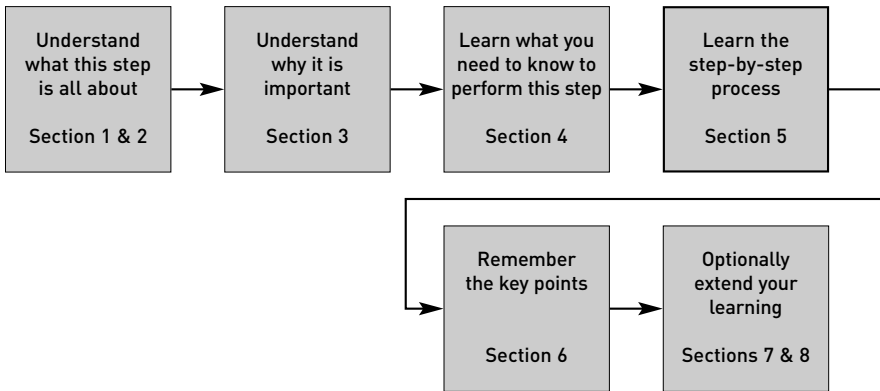 Understand
what this step
is all about
Section 1 & 2
Understand
why it is
important
Section 3
Learn what you
need to know to
perform this step
Section 4
Learn the
step-by-step
process
Section 5
Remember
the key points
Section 6
Optionally
extend your
learning
Sections 7 & 8